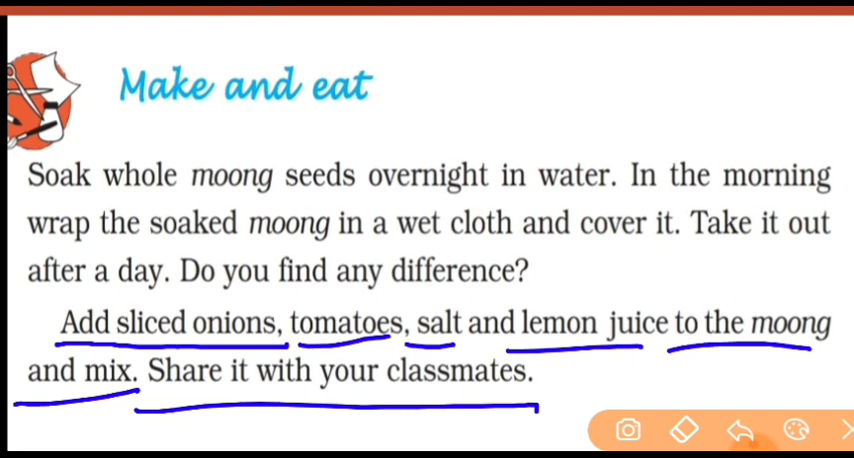 Make and eat
Soak whole moong seeds overnight in water. In the morning
wrap the soaked moong in a wet cloth and cover it. Take it out
after a day. Do you find any difference?
Add sliced onions, tomatoes, salt and lemon juice to the moong
and mix. Share it with your classmates.